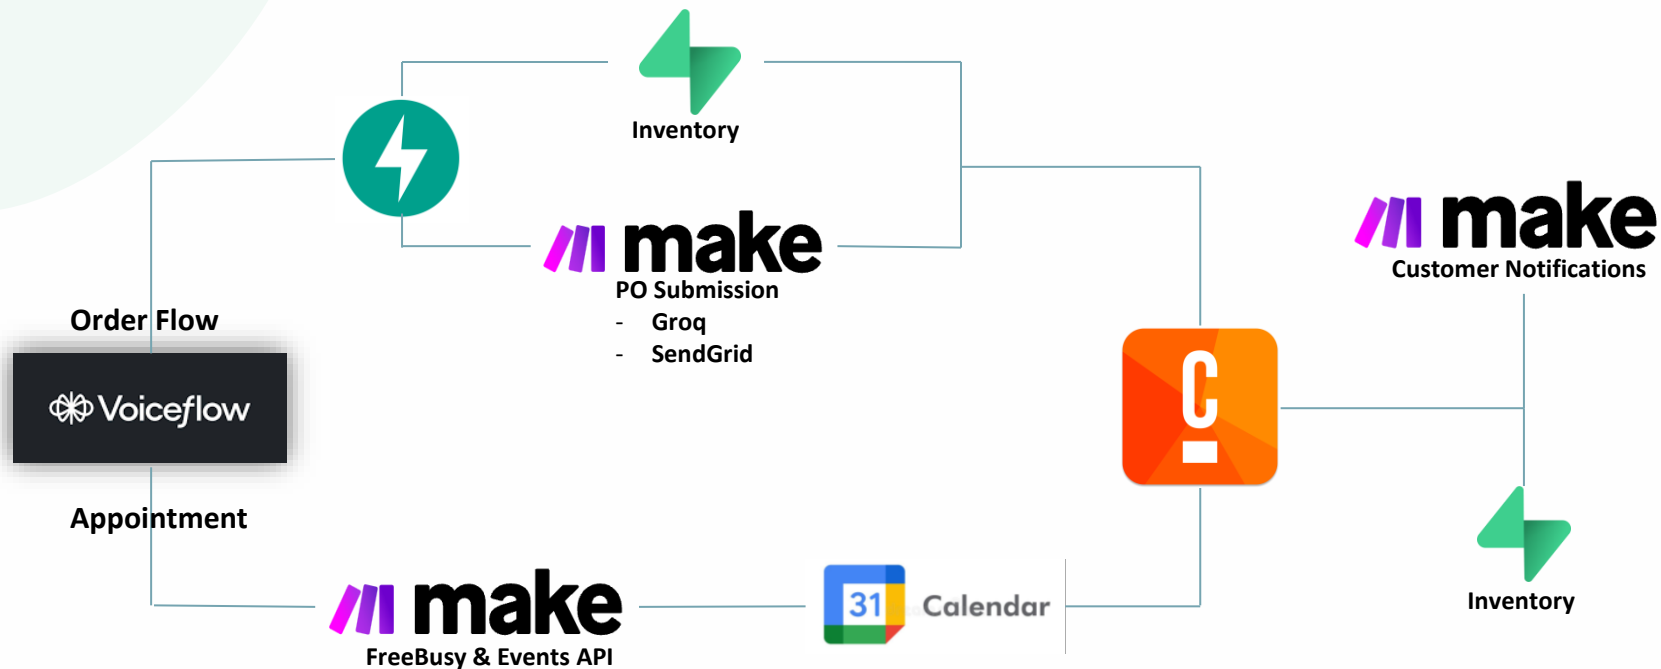 Inventory
make
PO Submission
- Groq
- SendGrid
make
Customer Notifications
Order Flow
Voiceflow
C
Appointment
make
FreeBusy & Events API
31 Calendar
Inventory